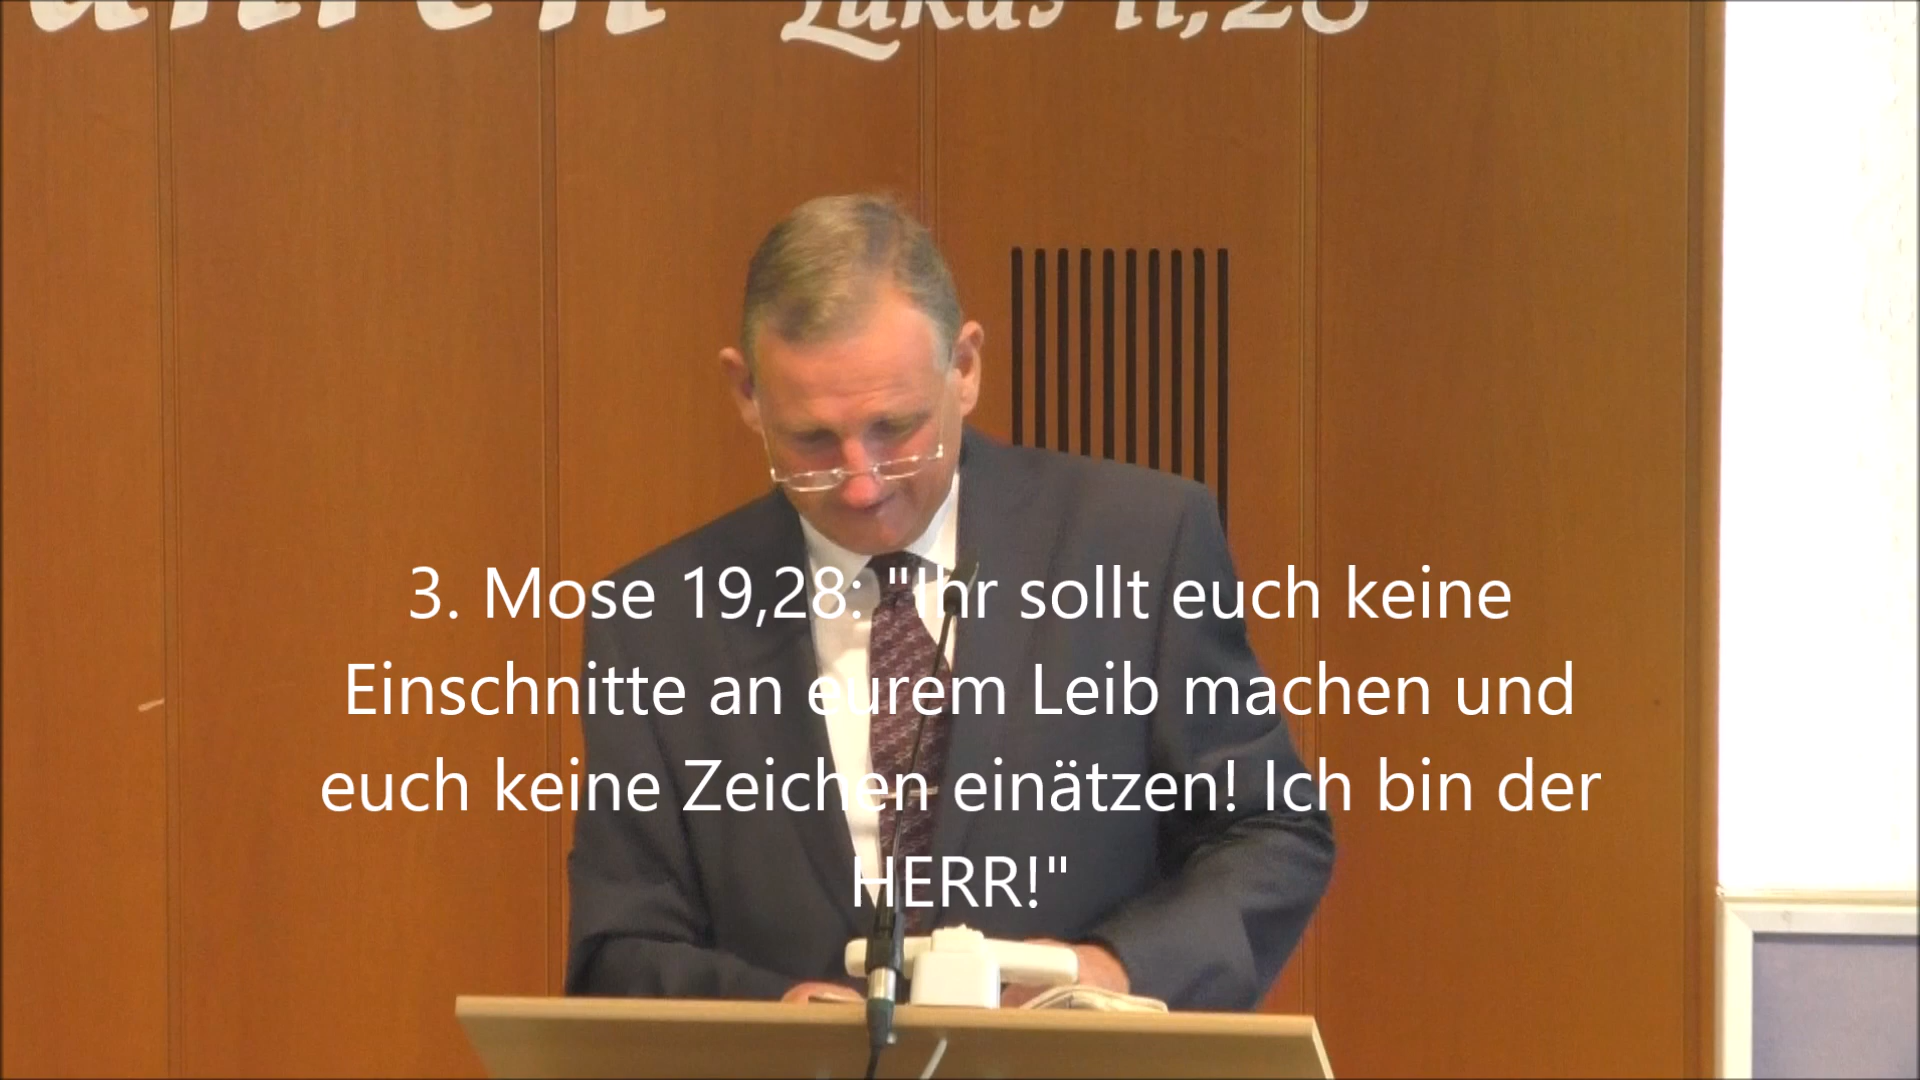 Lukas 11,28
3. Mose 19,28: "Ihr sollt euch keine
Einschnitte an eurem Leib machen und
euch keine Zeichen einätzen! Ich bin der
HERR!"